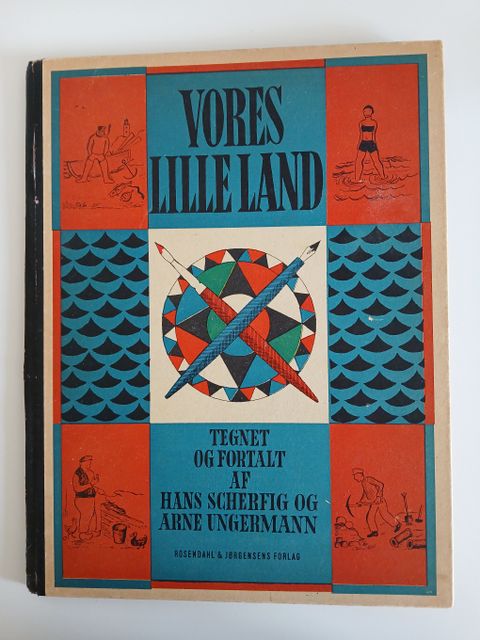 VORES
LILLE LAND
TEGNET
OG FORTALT
AF
HANS SCHERFIG OG
ARNE UNGERMANN
ROSENDAHL & JØRGENSENS FORLAG